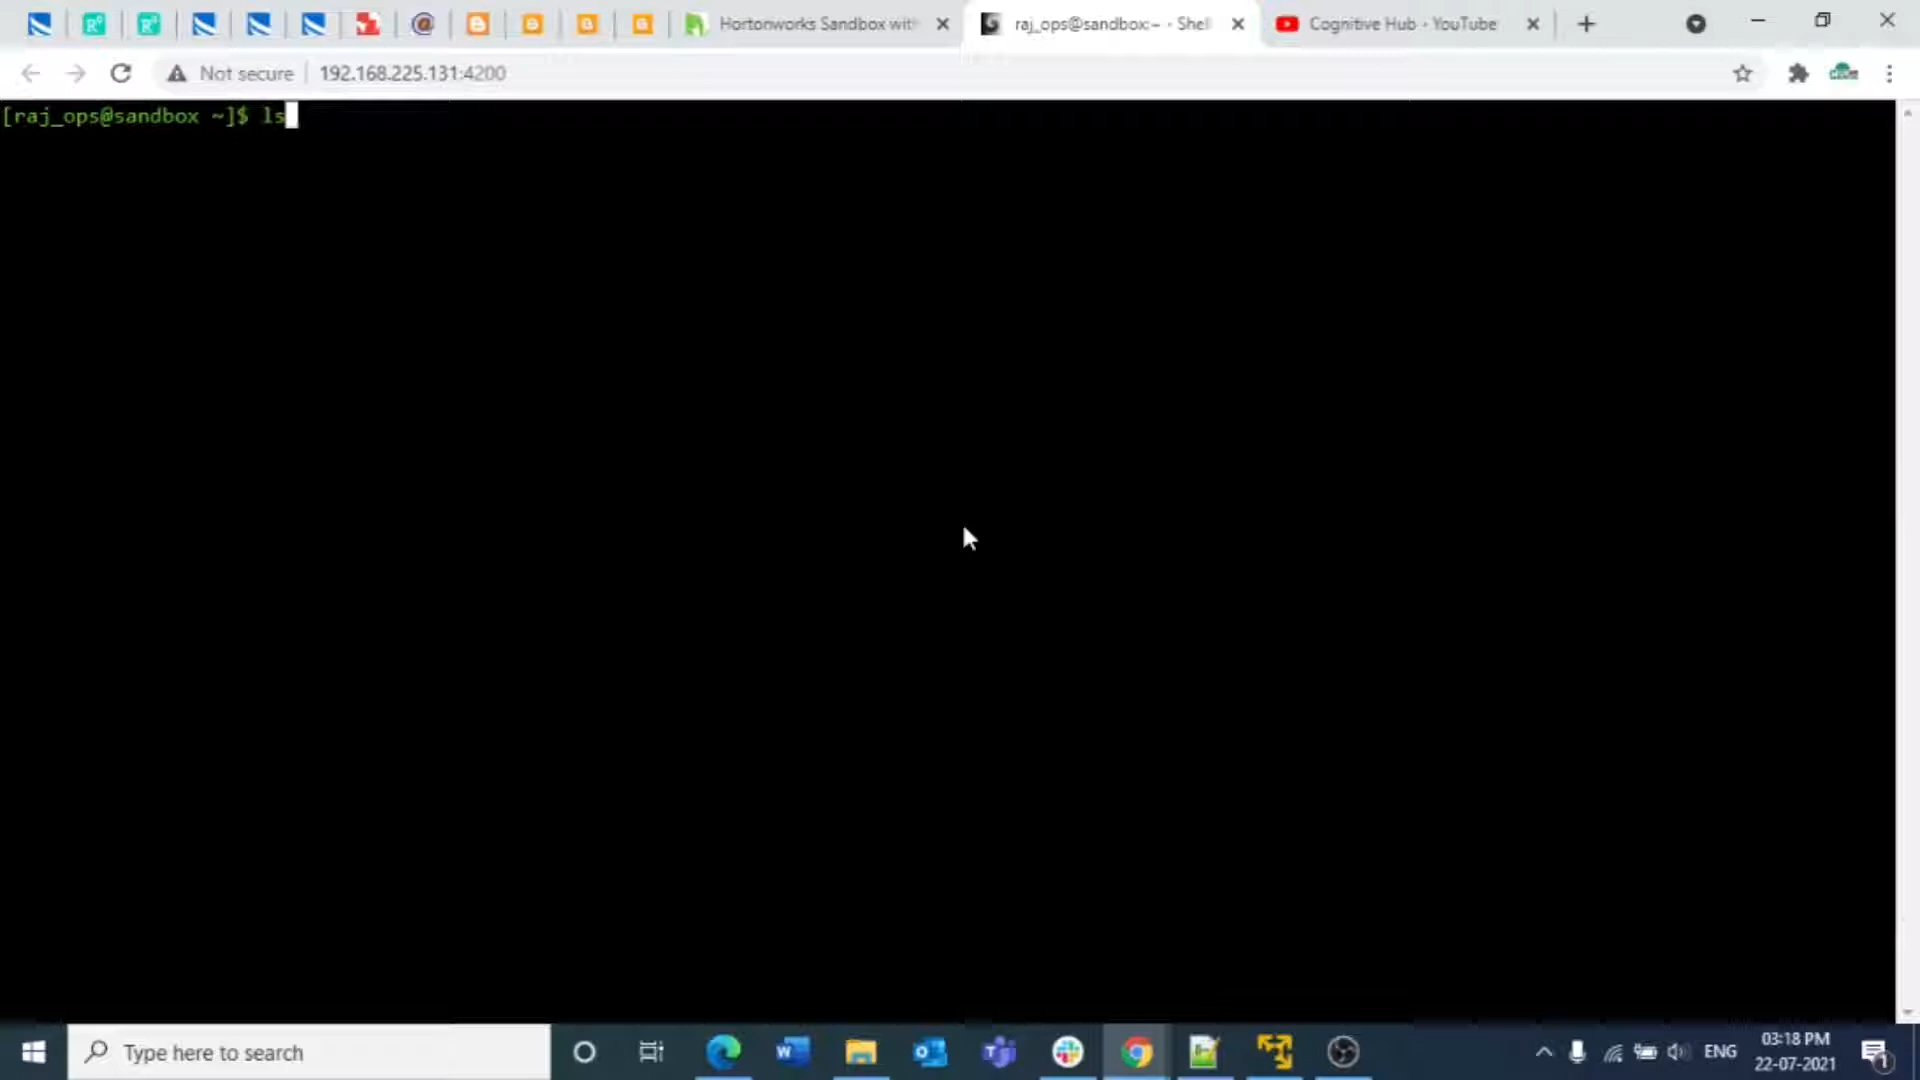 Hortonworks Sandbox with
raj_ops@sandbox:~ - Shell
Cognitive Hub - YouTube
Not secure
192.168.225.131:4200
[raj_ops@sandbox ~]$ ls
Type here to search
ENG
03:18 PM
22-07-2021
1